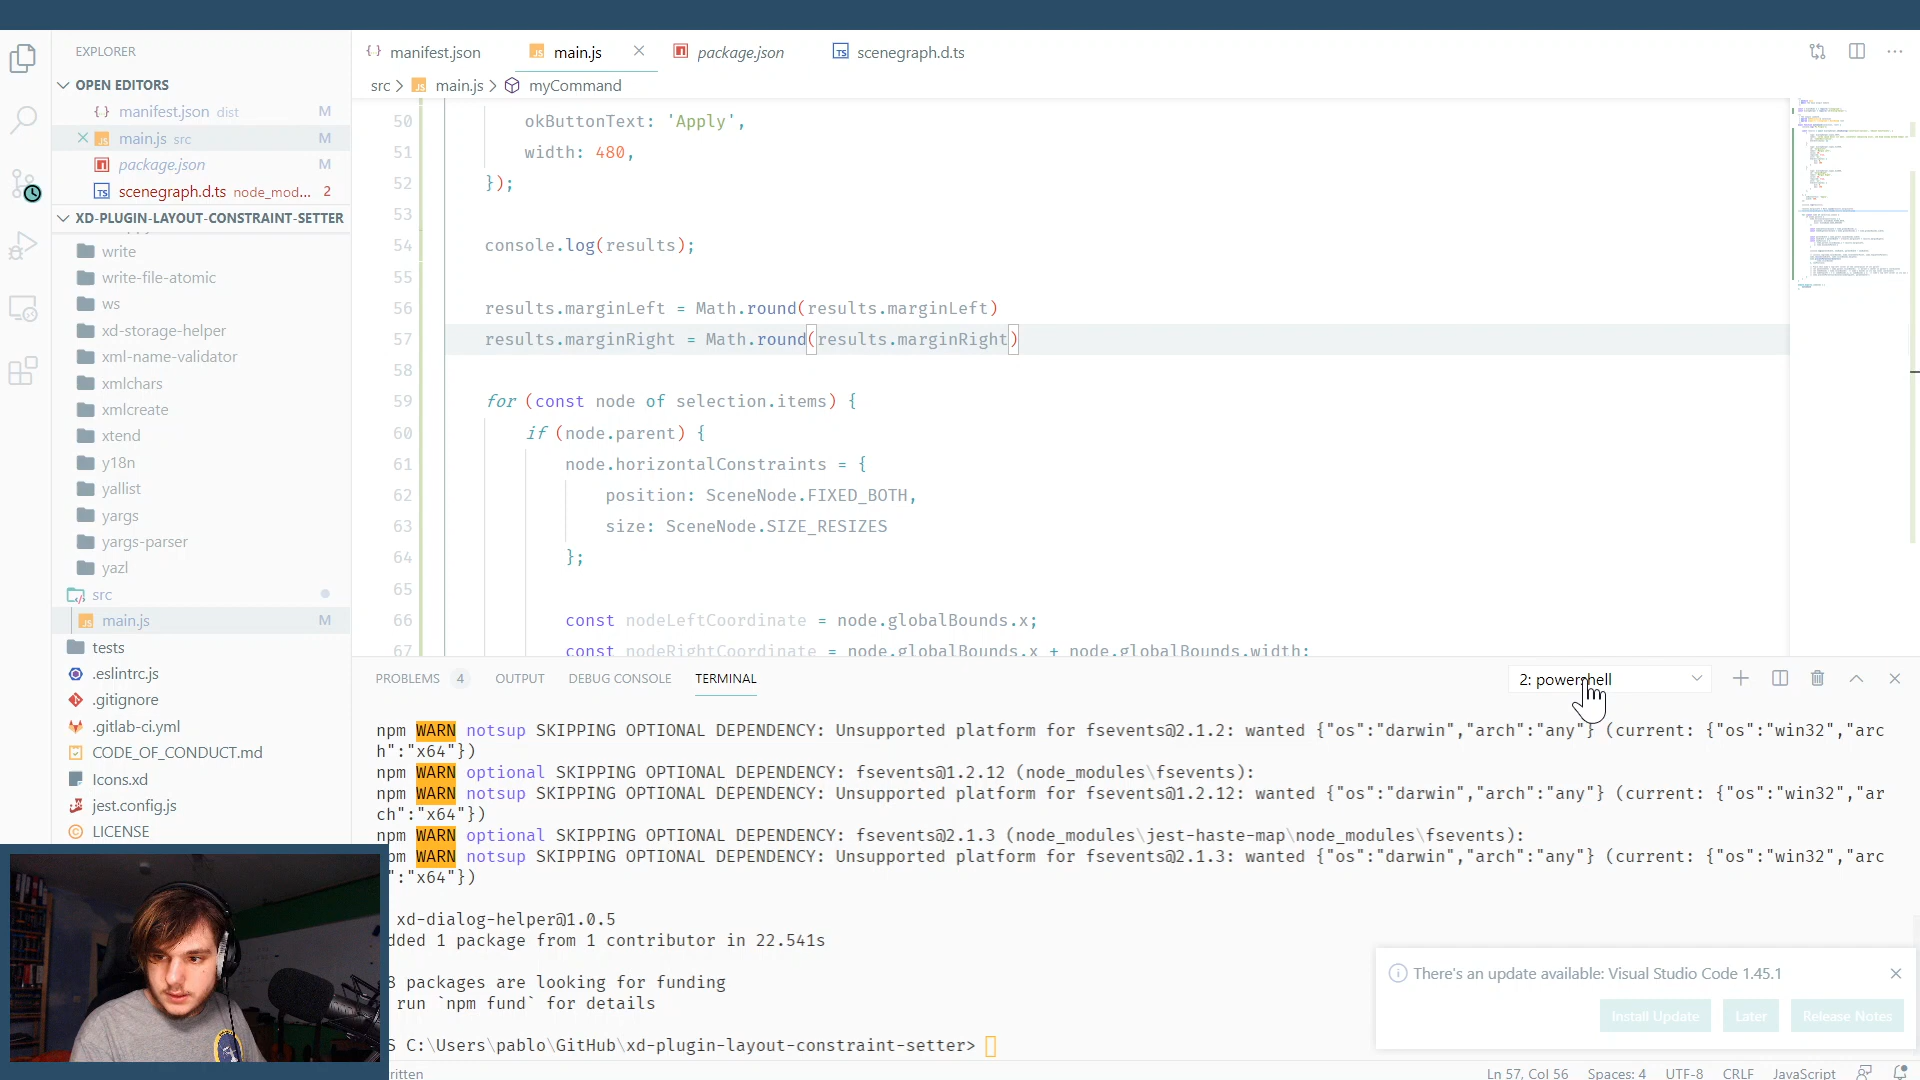 EXPLORER
OPEN EDITORS
manifest.json dist M
main.js src M
package.json M
scenegraph.d.ts node_mod... 2
XD-PLUGIN-LAYOUT-CONSTRAINT-SETTER
write
write-file-atomic
ws
xd-storage-helper
xml-name-validator
xmlchars
xmlcreate
xtend
y18n
yallist
yargs
yargs-parser
yazl
src
main.js M
tests
.eslintrc.js
.gitignore
.gitlab-ci.yml
CODE_OF_CONDUCT.md
Icons.xd
jest.config.js
LICENSE
manifest.json main.js package.json scenegraph.d.ts
src > main.js > myCommand
50 okButtonText: 'Apply',
51 width: 480,
52 });
53
54 console.log(results);
55
56 results.marginLeft = Math.round(results.marginLeft)
57 results.marginRight = Math.round(results.marginRight)
58
59 for (const node of selection.items) {
60 if (node.parent) {
61 node.horizontalConstraints = {
62 position: SceneNode.FIXED_BOTH,
63 size: SceneNode.SIZE_RESIZES
64 };
65
66 const nodeLeftCoordinate = node.globalBounds.x;
67 const nodeRightCoordinate = node.globalBounds.x + node.globalBounds.width;
PROBLEMS 4 OUTPUT DEBUG CONSOLE TERMINAL 2: powershell
npm WARN notsup SKIPPING OPTIONAL DEPENDENCY: Unsupported platform for fsevents@2.1.2: wanted {"os":"darwin","arch":"any"} (current: {"os":"win32","arc
h":"x64"})
npm WARN optional SKIPPING OPTIONAL DEPENDENCY: fsevents@1.2.12 (node_modules\fsevents):
npm WARN notsup SKIPPING OPTIONAL DEPENDENCY: Unsupported platform for fsevents@1.2.12: wanted {"os":"darwin","arch":"any"} (current: {"os":"win32","ar
ch":"x64"})
npm WARN optional SKIPPING OPTIONAL DEPENDENCY: fsevents@2.1.3 (node_modules\jest-haste-map\node_modules\fsevents):
pm WARN notsup SKIPPING OPTIONAL DEPENDENCY: Unsupported platform for fsevents@2.1.3: wanted {"os":"darwin","arch":"any"} (current: {"os":"win32","arc
":"x64"})
xd-dialog-helper@1.0.5
dded 1 package from 1 contributor in 22.541s
8 packages are looking for funding
run `npm fund` for details
S C:\Users\pablo\GitHub\xd-plugin-layout-constraint-setter>
There's an update available: Visual Studio Code 1.45.1
Install Update Later Release Notes
ritten Ln 57, Col 56 Spaces: 4 UTF-8 CRLF JavaScript